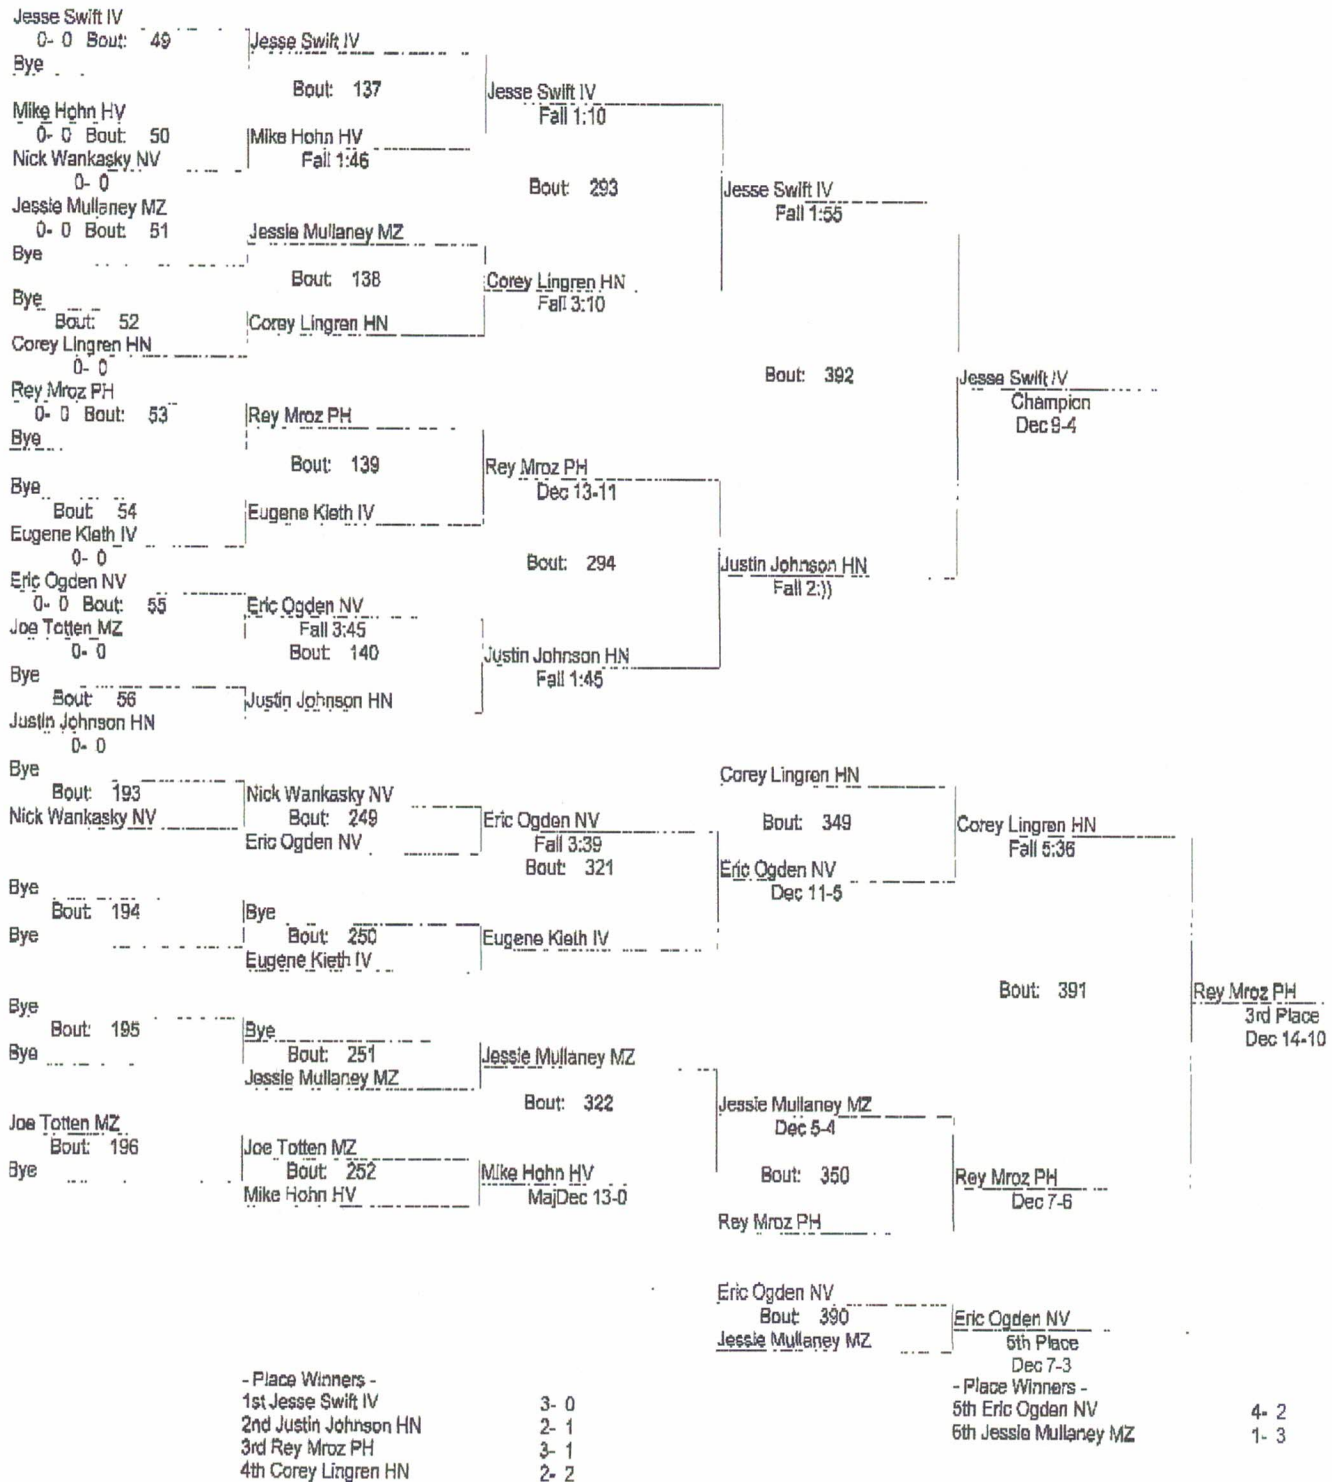 Jesse Swift IV
0- 0 Bout: 49
Bye
Mike Hohn HV
0- 0 Bout: 50
Nick Wankasky NV
0- 0
Jessie Mullaney MZ
0- 0 Bout: 51
Bye
Bye
Bout: 52
Corey Lingren HN
0- 0
Rey Mroz PH
0- 0 Bout: 53
Bye
Bye
Bout: 54
Eugene Kieth IV
0- 0
Eric Ogden NV
0- 0 Bout: 55
Joe Totten MZ
0- 0
Bye
Bout: 56
Justin Johnson HN
0- 0
Jesse Swift IV
Bout: 137
Mike Hohn HV
Fall 1:46
Jessie Mullaney MZ
Bout: 138
Corey Lingren HN
Rey Mroz PH
Bout: 139
Eugene Kieth IV
Eric Ogden NV
Fall 3:45
Bout: 140
Justin Johnson HN
Jesse Swift IV
Fall 1:10
Bout: 293
Corey Lingren HN
Fall 3:10
Rey Mroz PH
Dec 13-11
Bout: 294
Justin Johnson HN
Fall 1:45
Jesse Swift IV
Fall 1:55
Bout: 392
Justin Johnson HN
Fall 2:))
Jesse Swift IV
Champion
Dec 9-4
Bye
Bout: 193
Nick Wankasky NV
Bye
Bout: 194
Bye
Bye
Bout: 195
Bye
Joe Totten MZ
Bout: 196
Bye
Nick Wankasky NV
Bout: 249
Eric Ogden NV
Bye
Bout: 250
Eugene Kieth IV
Bye
Bout: 251
Jessie Mullaney MZ
Joe Totten MZ
Bout: 252
Mike Hohn HV
Eric Ogden NV
Fall 3:39
Bout: 321
Eugene Kieth IV
Jessie Mullaney MZ
Bout: 322
Mike Hohn HV
MajDec 13-0
Corey Lingren HN
Bout: 349
Eric Ogden NV
Dec 11-5
Jessie Mullaney MZ
Dec 5-4
Bout: 350
Rey Mroz PH
Corey Lingren HN
Fall 5:36
Bout: 391
Rey Mroz PH
Dec 7-6
Rey Mroz PH
3rd Place
Dec 14-10
Eric Ogden NV
Bout: 390
Jessie Mullaney MZ
Eric Ogden NV
5th Place
Dec 7-3
- Place Winners -
1st Jesse Swift IV 3- 0
2nd Justin Johnson HN 2- 1
3rd Rey Mroz PH 3- 1
4th Corey Lingren HN 2- 2
- Place Winners -
5th Eric Ogden NV 4- 2
6th Jessie Mullaney MZ 1- 3